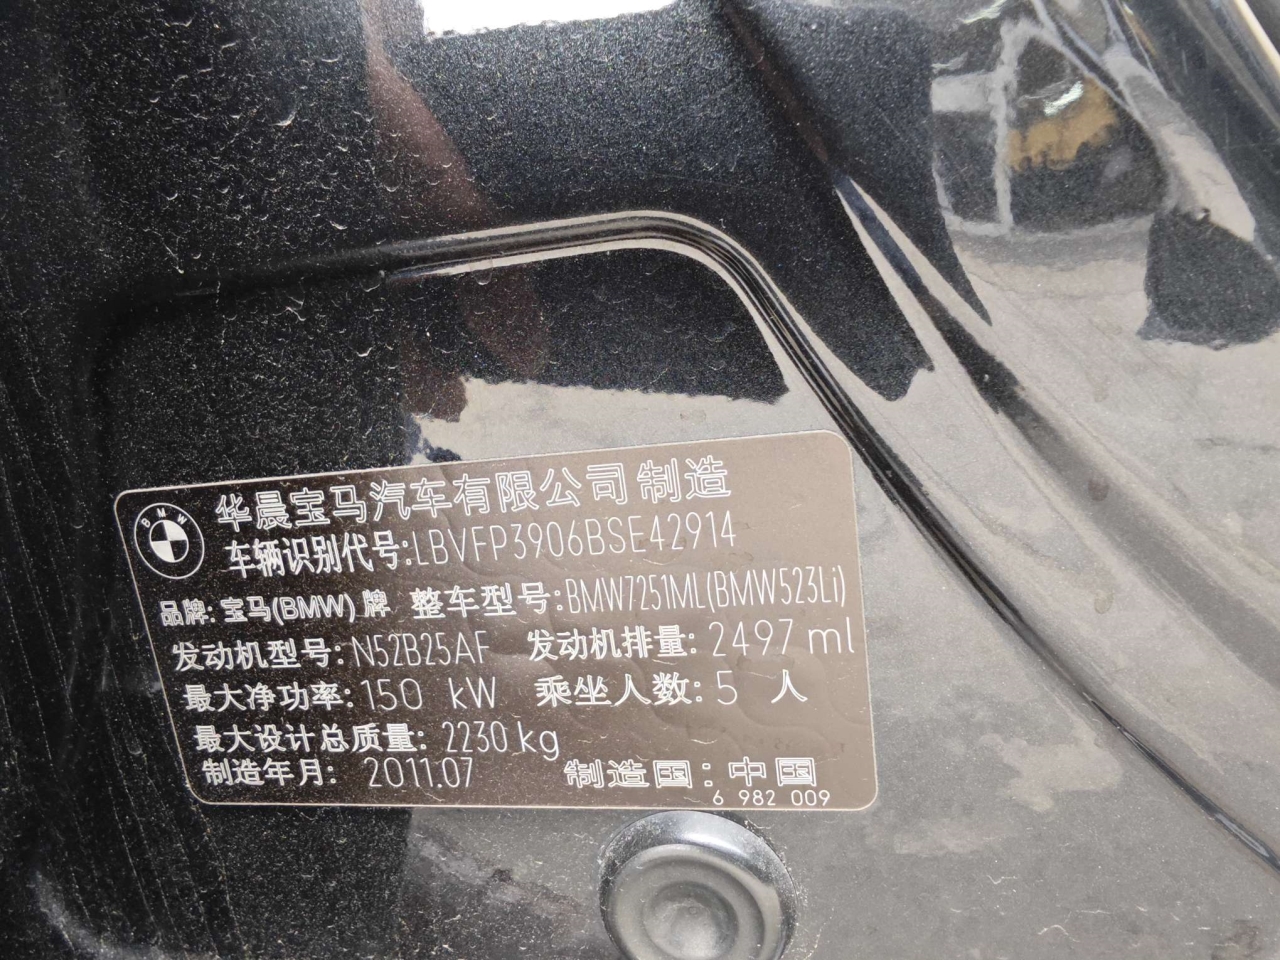 BMW
华晨宝马汽车有限公司制造
车辆识别代号:LBVFP3906BSE42914
品牌:宝马(BMW)牌 整车型号:BMW7251ML(BMW523Li)
发动机型号:N52B25AF 发动机排量:2497 ml
最大净功率:150 kW 乘坐人数:5 人
最大设计总质量:2230kg
制造年月: 2011.07 制造国:中国
6 982 009